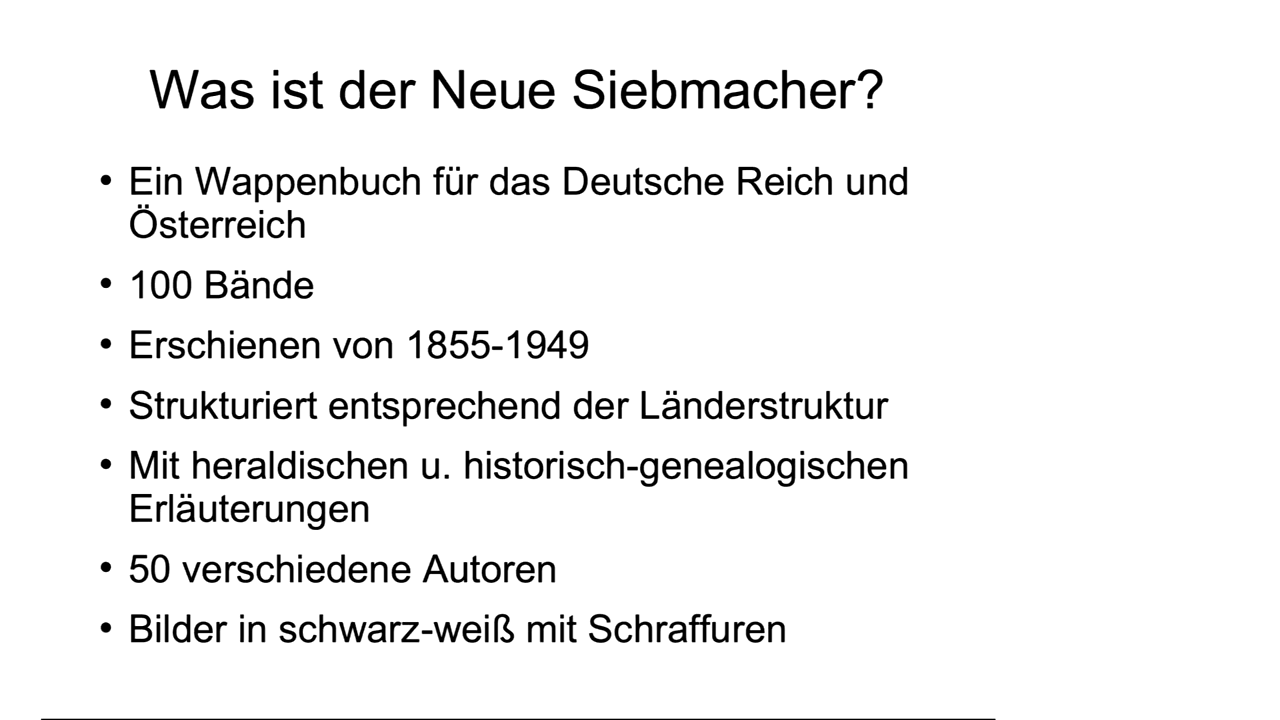 Was ist der Neue Siebmacher?
• Ein Wappenbuch für das Deutsche Reich und
Österreich
• 100 Bände
• Erschienen von 1855-1949
• Strukturiert entsprechend der Länderstruktur
• Mit heraldischen u. historisch-genealogischen
Erläuterungen
• 50 verschiedene Autoren
• Bilder in schwarz-weiß mit Schraffuren